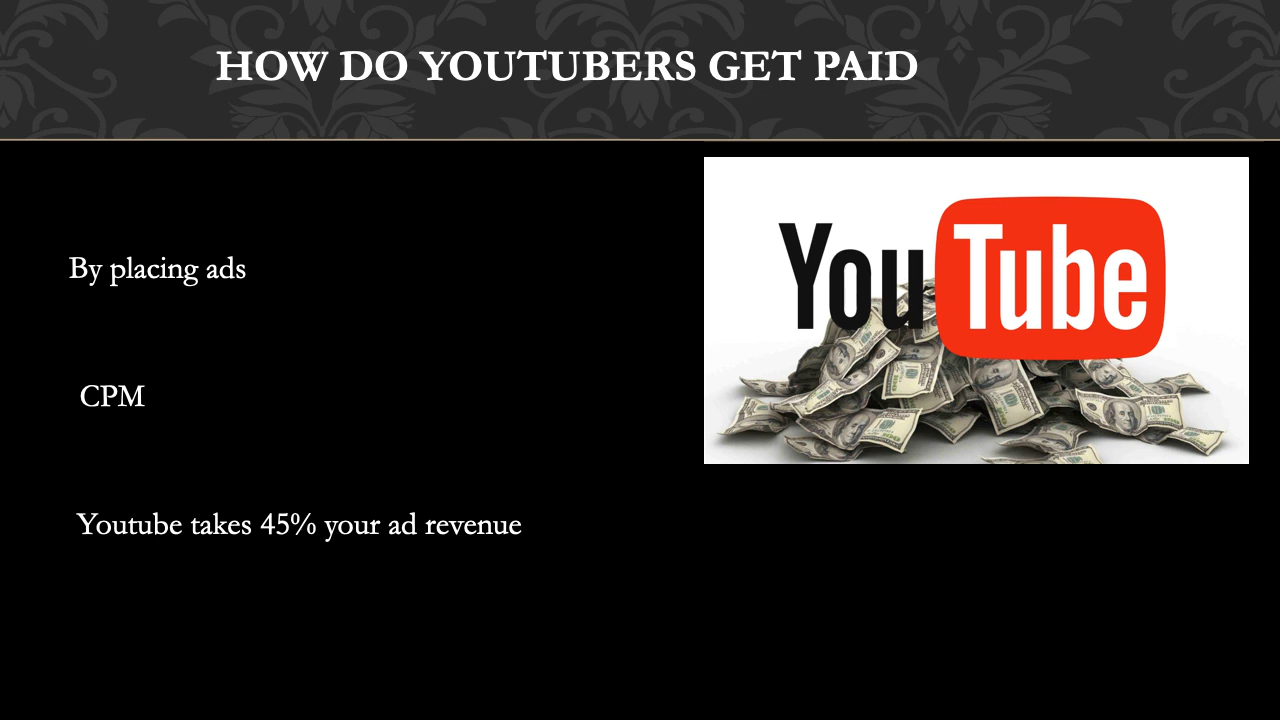 HOW DO YOUTUBERS GET PAID
By placing ads
CPM
Youtube takes 45% your ad revenue
YouTube